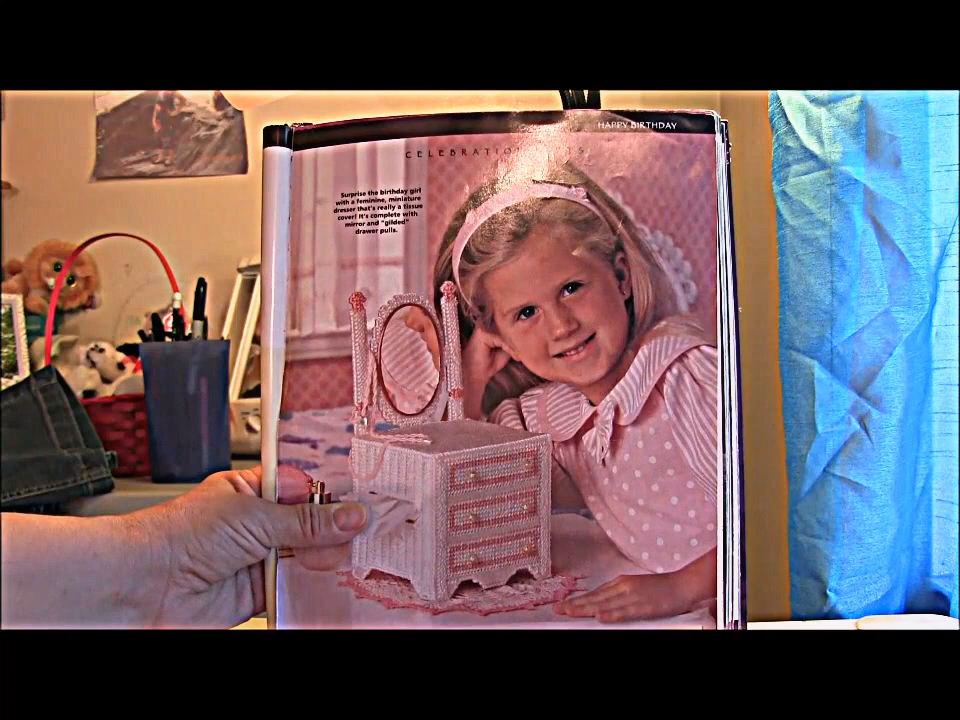 HAPPY BIRTHDAY
Surprise the birthday girl
with a feminine, miniature
dresser that's really a tissue
cover! It's complete with
mirror and "gilded"
drawer pulls.